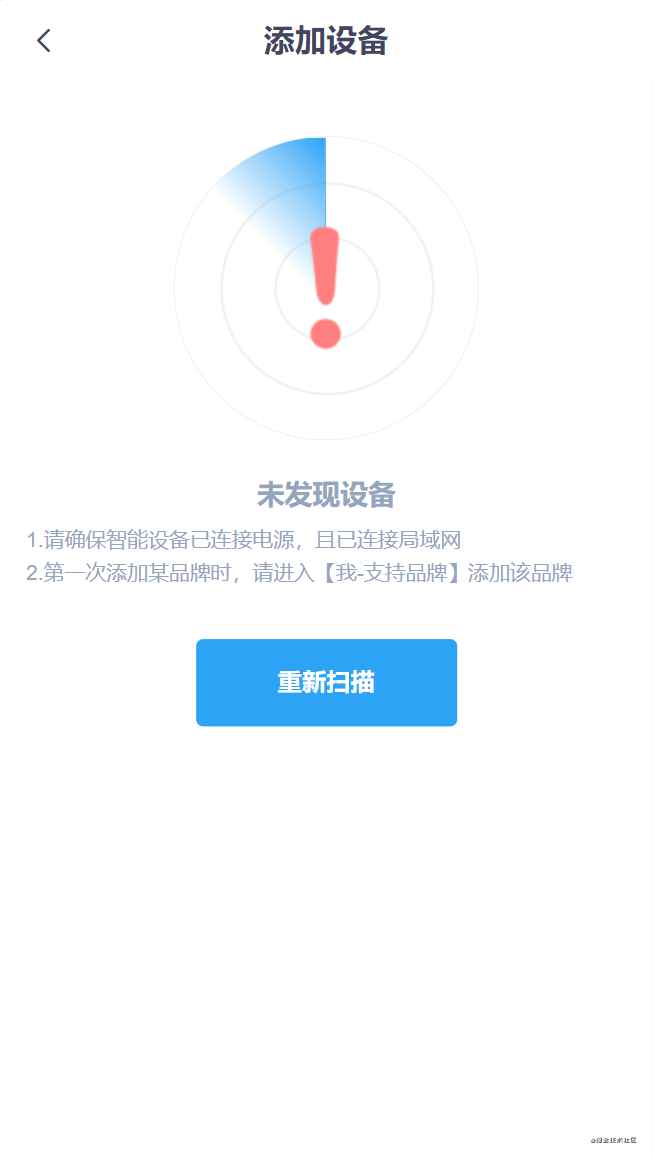 添加设备
未发现设备
1.请确保智能设备已连接电源，且已连接局域网
2.第一次添加某品牌时，请进入【我-支持品牌】添加该品牌
重新扫描
@掘金技术社区